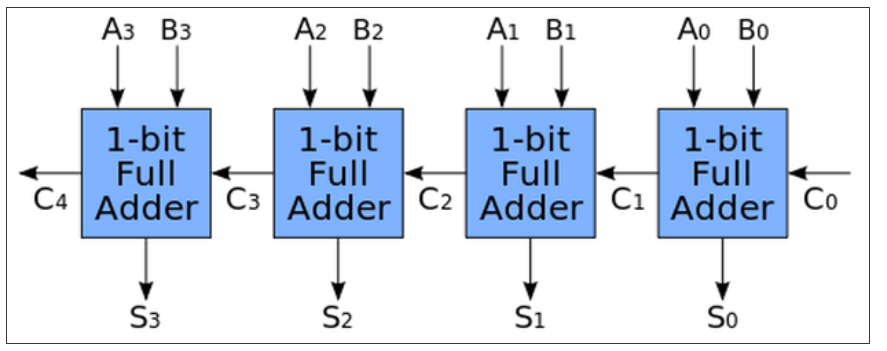 A3 B3 A2 B2 A1 B1 A0 B0
1-bit Full Adder
1-bit Full Adder
1-bit Full Adder
1-bit Full Adder
C4 C3 C2 C1 C0
S3 S2 S1 S0